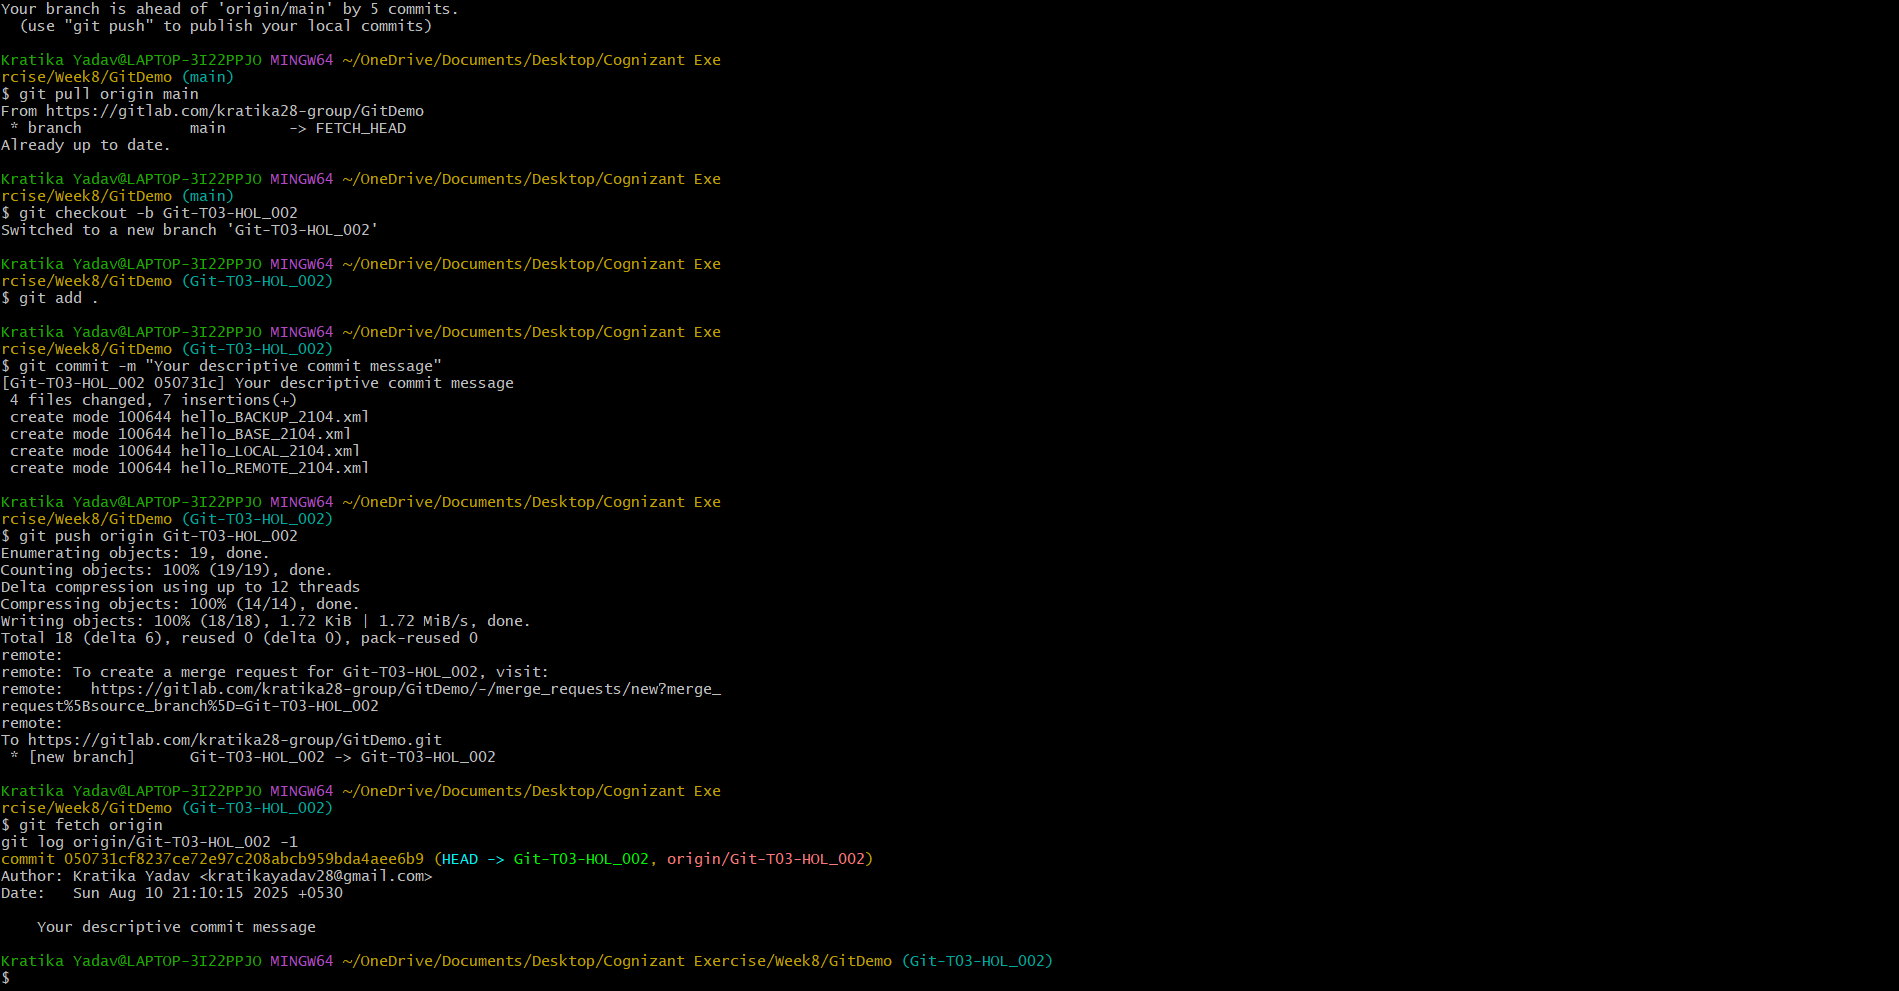 Your branch is ahead of 'origin/main' by 5 commits.
  (use "git push" to publish your local commits)

Kratika Yadav@LAPTOP-3I22PPJO MINGW64 ~/OneDrive/Documents/Desktop/Cognizant Exe
rcise/Week8/GitDemo (main)
$ git pull origin main
From https://gitlab.com/kratika28-group/GitDemo
 * branch            main       -> FETCH_HEAD
Already up to date.

Kratika Yadav@LAPTOP-3I22PPJO MINGW64 ~/OneDrive/Documents/Desktop/Cognizant Exe
rcise/Week8/GitDemo (main)
$ git checkout -b Git-T03-HOL_002
Switched to a new branch 'Git-T03-HOL_002'

Kratika Yadav@LAPTOP-3I22PPJO MINGW64 ~/OneDrive/Documents/Desktop/Cognizant Exe
rcise/Week8/GitDemo (Git-T03-HOL_002)
$ git add .

Kratika Yadav@LAPTOP-3I22PPJO MINGW64 ~/OneDrive/Documents/Desktop/Cognizant Exe
rcise/Week8/GitDemo (Git-T03-HOL_002)
$ git commit -m "Your descriptive commit message"
[Git-T03-HOL_002 050731c] Your descriptive commit message
 4 files changed, 7 insertions(+)
 create mode 100644 hello_BACKUP_2104.xml
 create mode 100644 hello_BASE_2104.xml
 create mode 100644 hello_LOCAL_2104.xml
 create mode 100644 hello_REMOTE_2104.xml

Kratika Yadav@LAPTOP-3I22PPJO MINGW64 ~/OneDrive/Documents/Desktop/Cognizant Exe
rcise/Week8/GitDemo (Git-T03-HOL_002)
$ git push origin Git-T03-HOL_002
Enumerating objects: 19, done.
Counting objects: 100% (19/19), done.
Delta compression using up to 12 threads
Compressing objects: 100% (14/14), done.
Writing objects: 100% (18/18), 1.72 KiB | 1.72 MiB/s, done.
Total 18 (delta 6), reused 0 (delta 0), pack-reused 0
remote:
remote: To create a merge request for Git-T03-HOL_002, visit:
remote:   https://gitlab.com/kratika28-group/GitDemo/-/merge_requests/new?merge_
request%5Bsource_branch%5D=Git-T03-HOL_002
remote:
To https://gitlab.com/kratika28-group/GitDemo.git
 * [new branch]      Git-T03-HOL_002 -> Git-T03-HOL_002

Kratika Yadav@LAPTOP-3I22PPJO MINGW64 ~/OneDrive/Documents/Desktop/Cognizant Exe
rcise/Week8/GitDemo (Git-T03-HOL_002)
$ git fetch origin
git log origin/Git-T03-HOL_002 -1
commit 050731cf8237ce72e97c208abcb959bda4aee6b9 (HEAD -> Git-T03-HOL_002, origin/Git-T03-HOL_002)
Author: Kratika Yadav <kratikayadav28@gmail.com>
Date:   Sun Aug 10 21:10:15 2025 +0530

    Your descriptive commit message

Kratika Yadav@LAPTOP-3I22PPJO MINGW64 ~/OneDrive/Documents/Desktop/Cognizant Exercise/Week8/GitDemo (Git-T03-HOL_002)
$